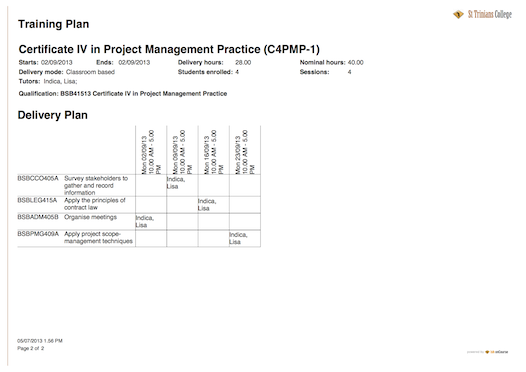 St Trinians College
Training Plan
Certificate IV in Project Management Practice (C4PMP-1)
Starts: 02/09/2013 Ends: 02/09/2013 Delivery hours: 28.00 Nominal hours: 40.00
Delivery mode: Classroom based Students enrolled: 4 Sessions: 4
Tutors: Indica, Lisa;
Qualification: BSB41513 Certificate IV in Project Management Practice
Delivery Plan
Mon 02/09/13
10.00 AM - 5.00
PM
Mon 09/09/13
10.00 AM - 5.00
PM
Mon 16/09/13
10.00 AM - 5.00
PM
Mon 23/09/13
10.00 AM - 5.00
PM
BSBCCO405A Survey stakeholders to Indica,
gather and record Lisa
information
BSBLEG415A Apply the principles of Indica,
contract law Lisa
BSBADM405B Organise meetings Indica,
Lisa
BSBPMG409A Apply project scope- Indica,
management techniques Lisa
05/07/2013 1.56 PM
Page 2 of 2